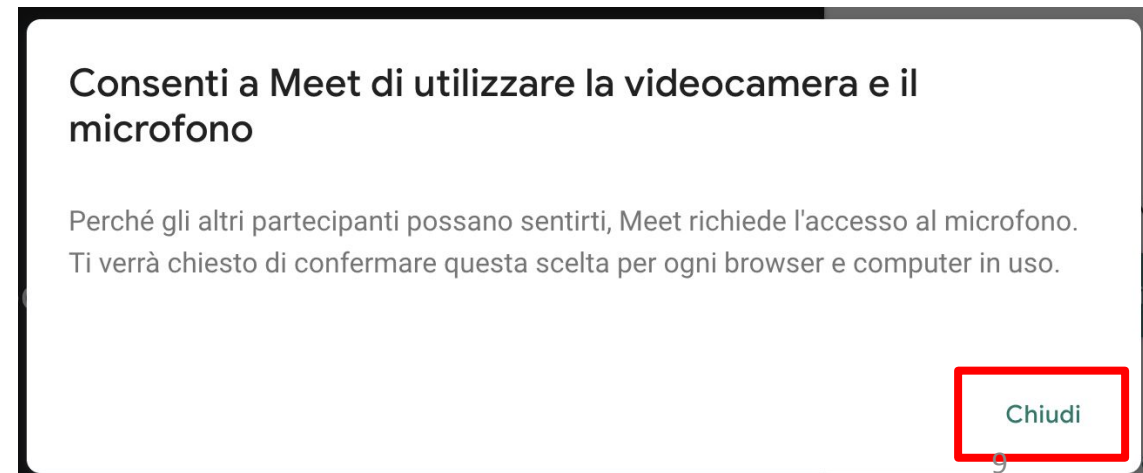 Consenti a Meet di utilizzare la videocamera e il
microfono
Perché gli altri partecipanti possano sentirti, Meet richiede l'accesso al microfono.
Ti verrà chiesto di confermare questa scelta per ogni browser e computer in uso.
Chiudi
9